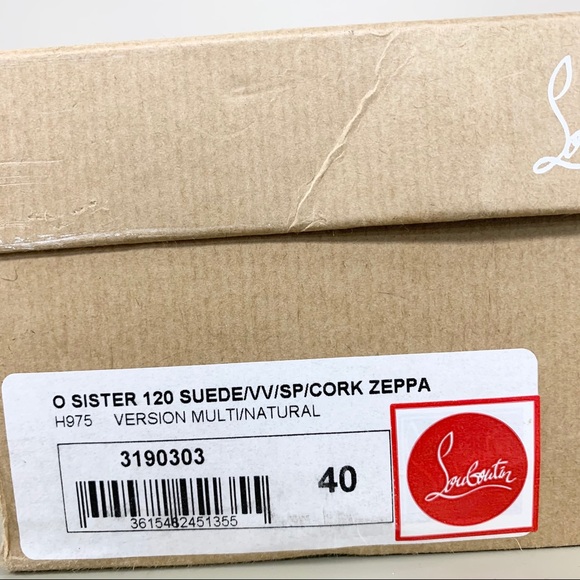 O SISTER 120 SUEDE/VV/SP/CORK ZEPPA
H975 VERSION MULTI/NATURAL
3190303
40
3615482451355
Louboutin